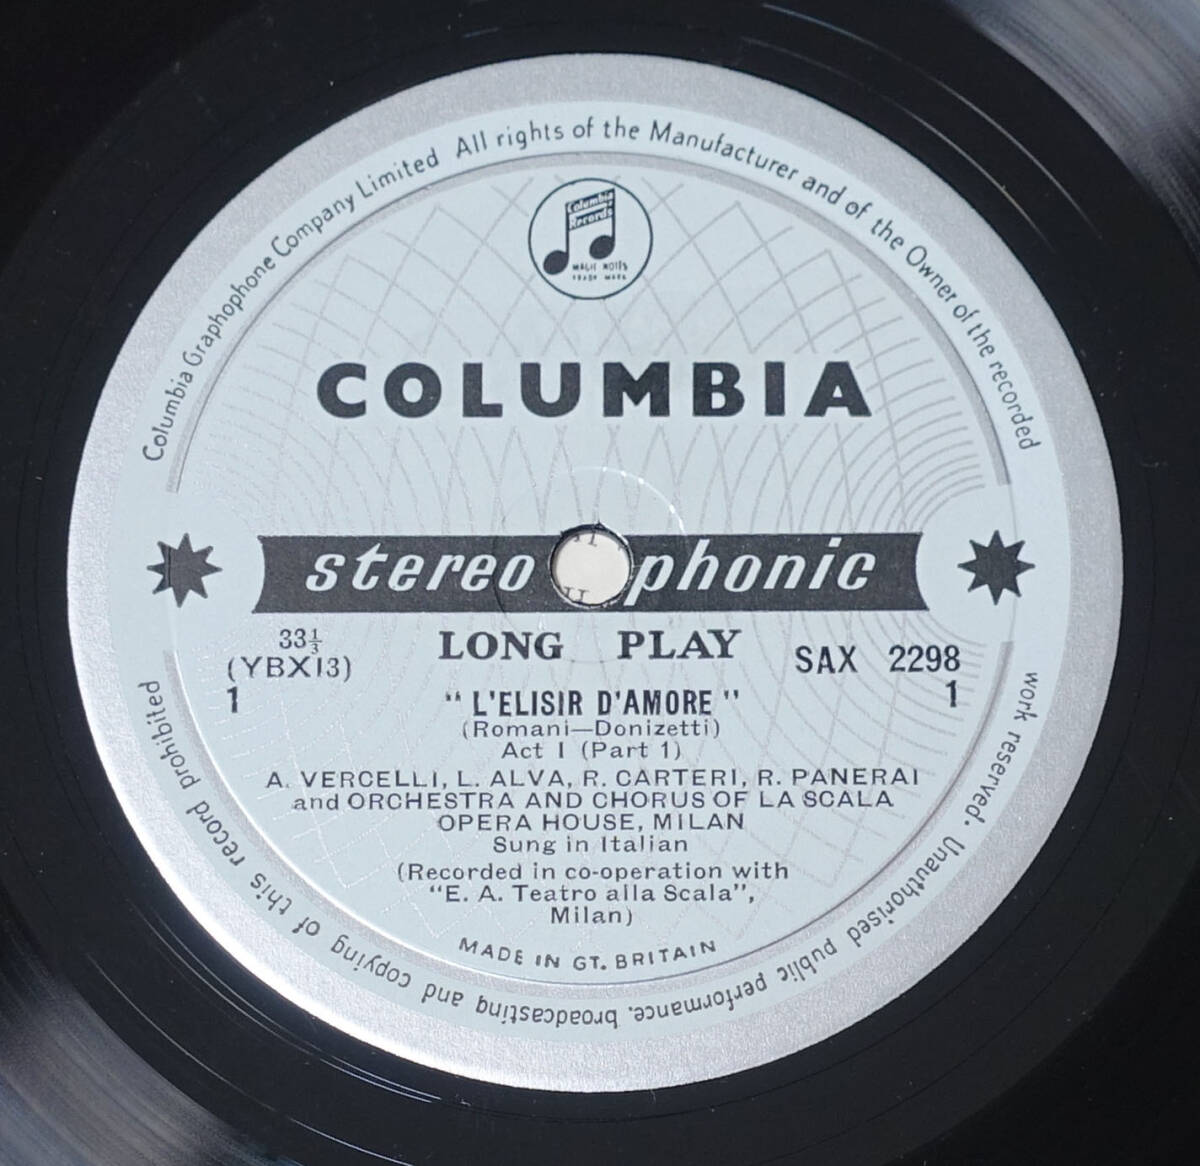 Columbia Graphophone Company Limited All rights of the Manufacturer and of the Owner of the recorded work reserved. Unauthorised public performance, broadcasting and copying of this record prohibited
Columbia
Records
MAGIC NOTES
TRADE MARK
COLUMBIA
stereo phonic
33⅓
LONG PLAY
(YBX13)
SAX 2298
1
1
"L'ELISIR D'AMORE"
(Romani—Donizetti)
Act I (Part 1)
A. VERCELLI, L. ALVA, R. CARTERI, R. PANERAI
and ORCHESTRA AND CHORUS OF LA SCALA
OPERA HOUSE, MILAN
Sung in Italian
(Recorded in co-operation with
"E. A. Teatro alla Scala",
Milan)
MADE IN GT. BRITAIN